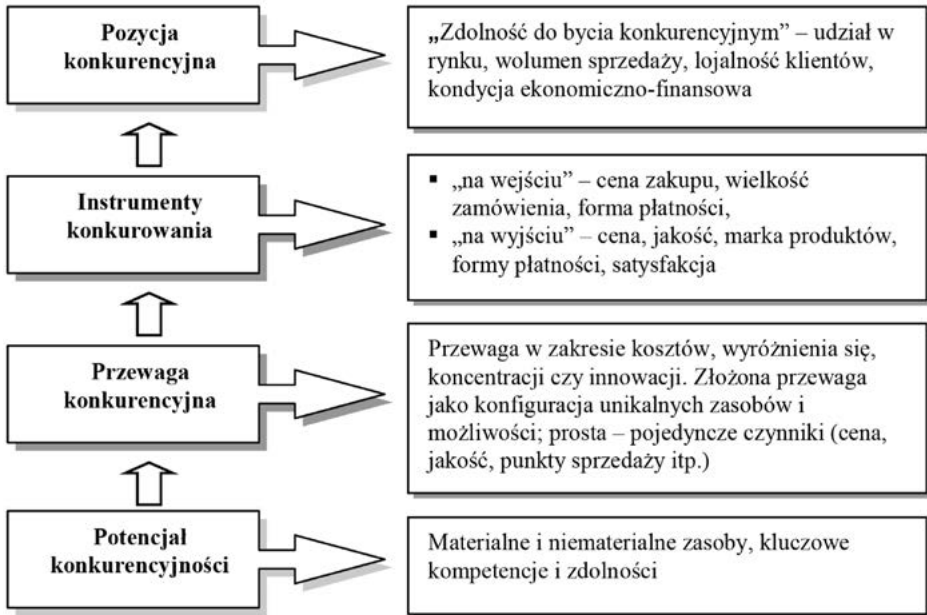 Pozycja
konkurencyjna
„Zdolność do bycia konkurencyjnym” – udział w
rynku, wolumen sprzedaży, lojalność klientów,
kondycja ekonomiczno-finansowa
Instrumenty
konkurowania
▪ „na wejściu” – cena zakupu, wielkość
zamówienia, forma płatności,
▪ „na wyjściu” – cena, jakość, marka produktów,
formy płatności, satysfakcja
Przewaga
konkurencyjna
Przewaga w zakresie kosztów, wyróżnienia się,
koncentracji czy innowacji. Złożona przewaga
jako konfiguracja unikalnych zasobów i
możliwości; prosta – pojedyncze czynniki (cena,
jakość, punkty sprzedaży itp.)
Potencjał
konkurencyjności
Materialne i niematerialne zasoby, kluczowe
kompetencje i zdolności